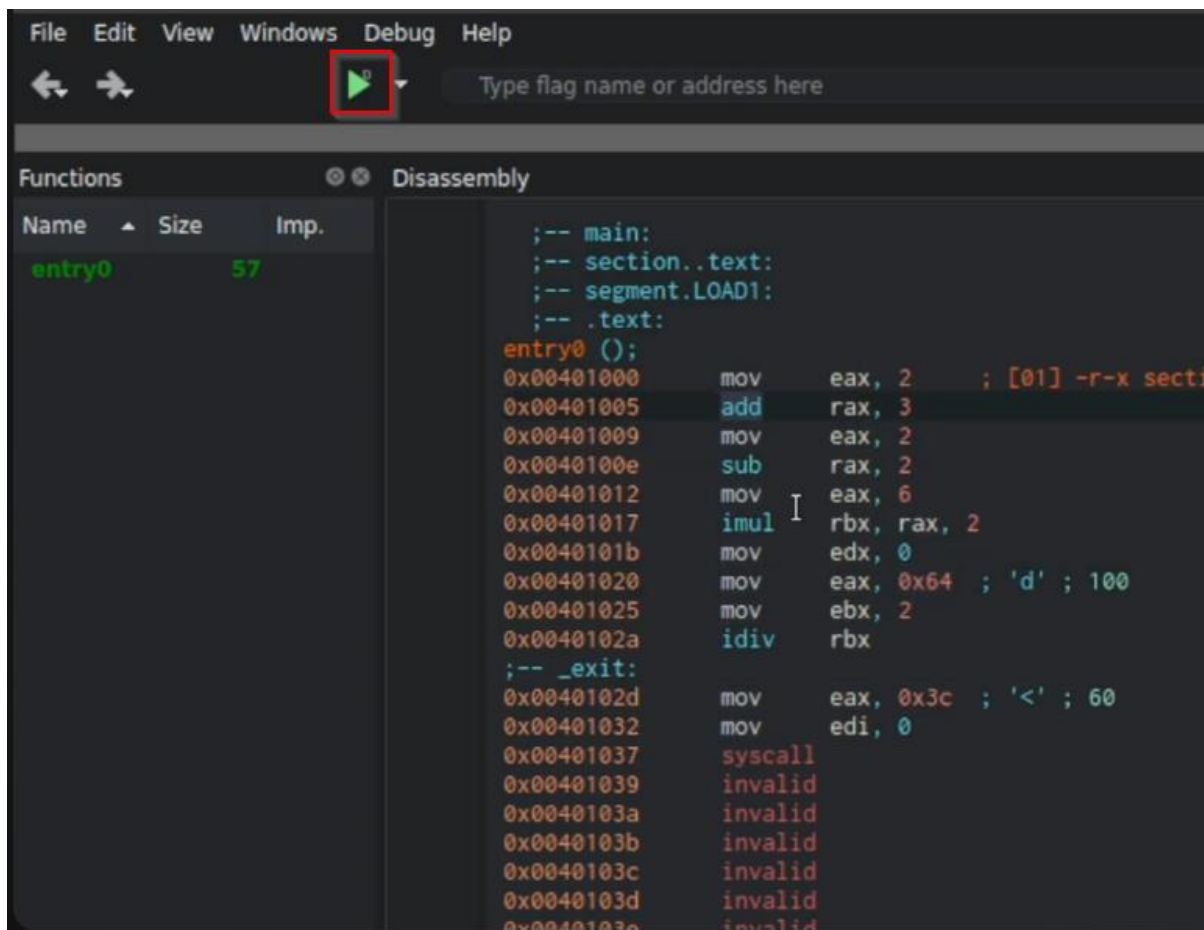 File Edit View Windows Debug Help
D
Type flag name or address here
Functions
Disassembly
Name Size Imp.
entry0 57
;-- main:
;-- section..text:
;-- segment.LOAD1:
;-- .text:
entry0 ();
0x00401000 mov eax, 2 ; [01] -r-x secti
0x00401005 add rax, 3
0x00401009 mov eax, 2
0x0040100e sub rax, 2
0x00401012 mov eax, 6
0x00401017 imul rbx, rax, 2
0x0040101b mov edx, 0
0x00401020 mov eax, 0x64 ; 'd' ; 100
0x00401025 mov ebx, 2
0x0040102a idiv rbx
;-- _exit:
0x0040102d mov eax, 0x3c ; '<' ; 60
0x00401032 mov edi, 0
0x00401037 syscall
0x00401039 invalid
0x0040103a invalid
0x0040103b invalid
0x0040103c invalid
0x0040103d invalid
0x0040103e invalid